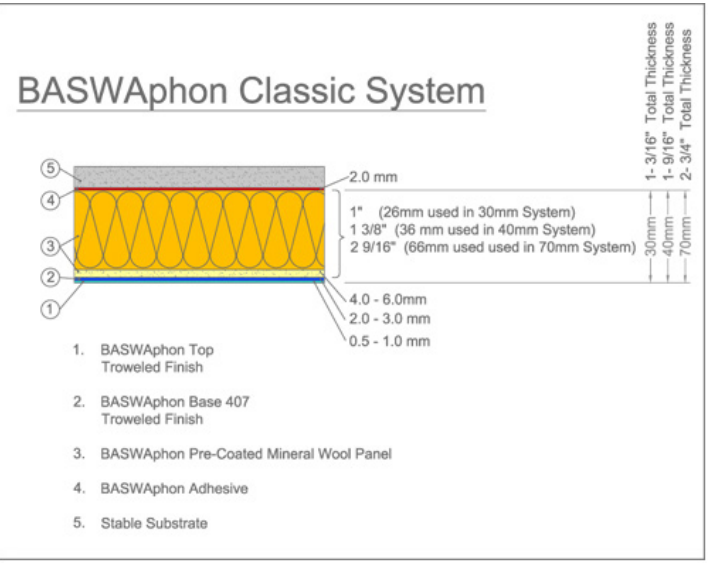 BASWAphon Classic System
1- 3/16" Total Thickness
1- 9/16" Total Thickness
2- 3/4" Total Thickness
5
4
3
2
1
2.0 mm
1" (26mm used in 30mm System)
1 3/8" (36 mm used in 40mm System)
2 9/16" (66mm used used in 70mm System)
30mm
40mm
70mm
4.0 - 6.0mm
2.0 - 3.0 mm
0.5 - 1.0 mm
1. BASWAphon Top
Troweled Finish
2. BASWAphon Base 407
Troweled Finish
3. BASWAphon Pre-Coated Mineral Wool Panel
4. BASWAphon Adhesive
5. Stable Substrate